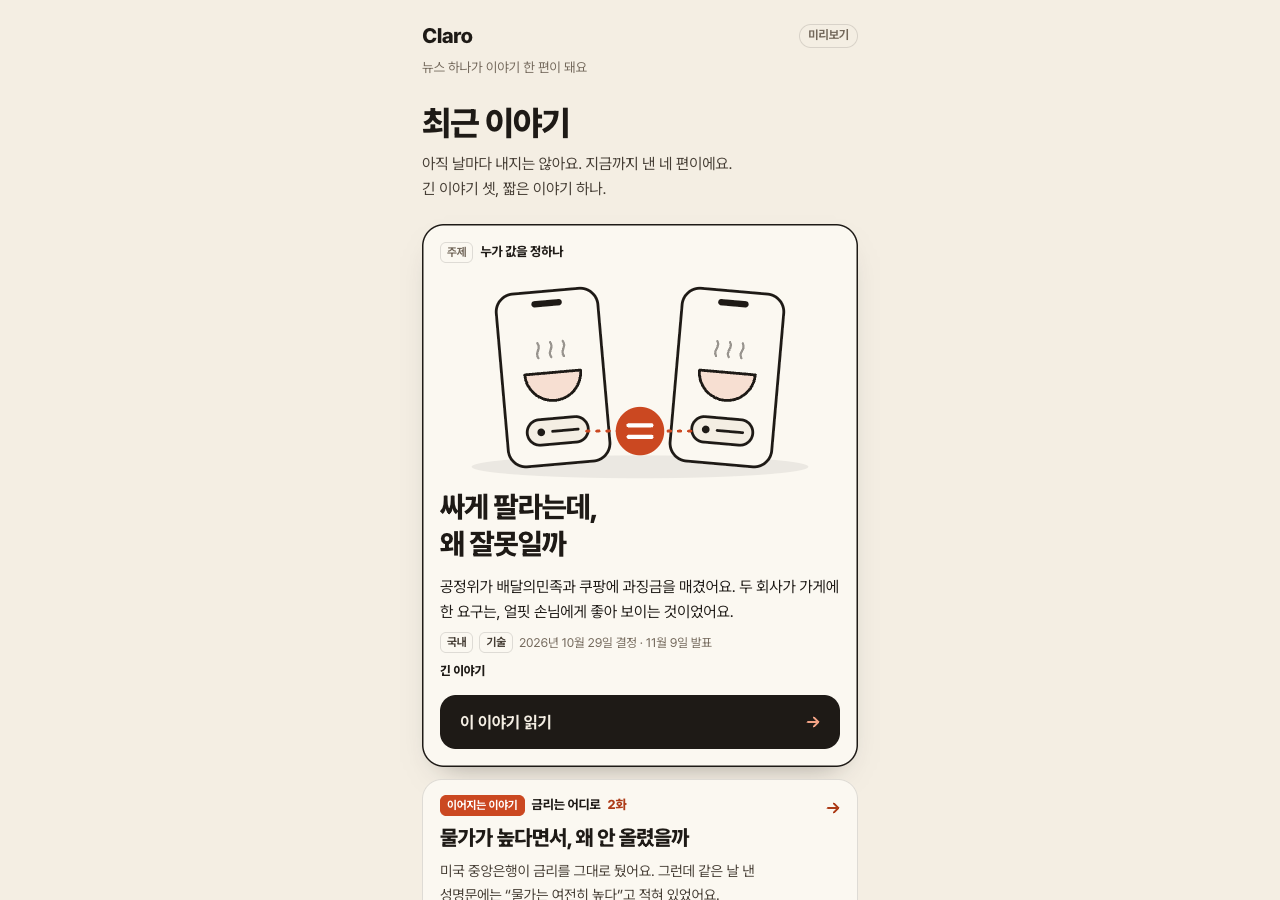 Claro
미리보기
뉴스 하나가 이야기 한 편이 돼요
최근 이야기
아직 날마다 내지는 않아요. 지금까지 낸 네 편이에요.
긴 이야기 셋, 짧은 이야기 하나.
주제 누가 값을 정하나
싸게 팔라는데,
왜 잘못일까
공정위가 배달의민족과 쿠팡에 과징금을 매겼어요. 두 회사가 가게에
한 요구는, 얼핏 손님에게 좋아 보이는 것이었어요.
국내 기술 2026년 10월 29일 결정 · 11월 9일 발표
긴 이야기
이 이야기 읽기 →
이어지는 이야기 금리는 어디로 2화 →
물가가 높다면서, 왜 안 올렸을까
미국 중앙은행이 금리를 그대로 뒀어요. 그런데 같은 날 낸
성명문에는 “물가는 여전히 높다”고 적혀 있었어요.